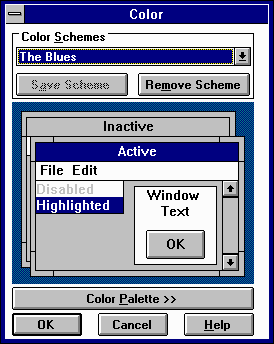 Color
Color Schemes
The Blues
Save Scheme
Remove Scheme
Inactive
Active
File Edit
Disabled
Highlighted
Window
Text
OK
Color Palette >>
OK
Cancel
Help